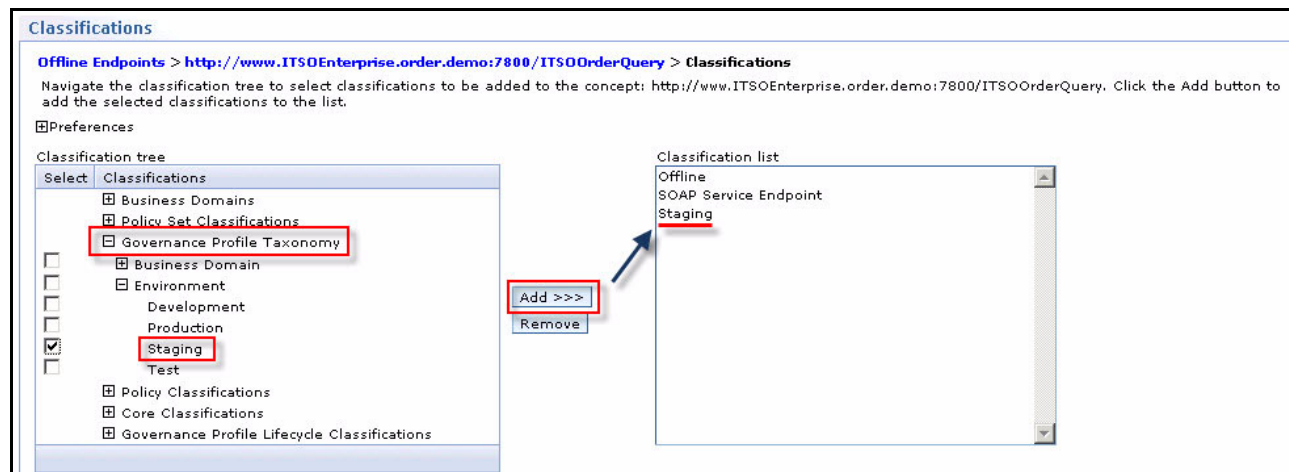 Classifications
Offline Endpoints > http://www.ITSOEnterprise.order.demo:7800/ITSOOrderQuery > Classifications
Navigate the classification tree to select classifications to be added to the concept: http://www.ITSOEnterprise.order.demo:7800/ITSOOrderQuery. Click the Add button to
add the selected classifications to the list.
Preferences
Classification tree
Select Classifications
Business Domains
Policy Set Classifications
Governance Profile Taxonomy
Business Domain
Environment
Development
Production
Staging
Test
Policy Classifications
Core Classifications
Governance Profile Lifecycle Classifications
Add >>>
Remove
Classification list
Offline
SOAP Service Endpoint
Staging